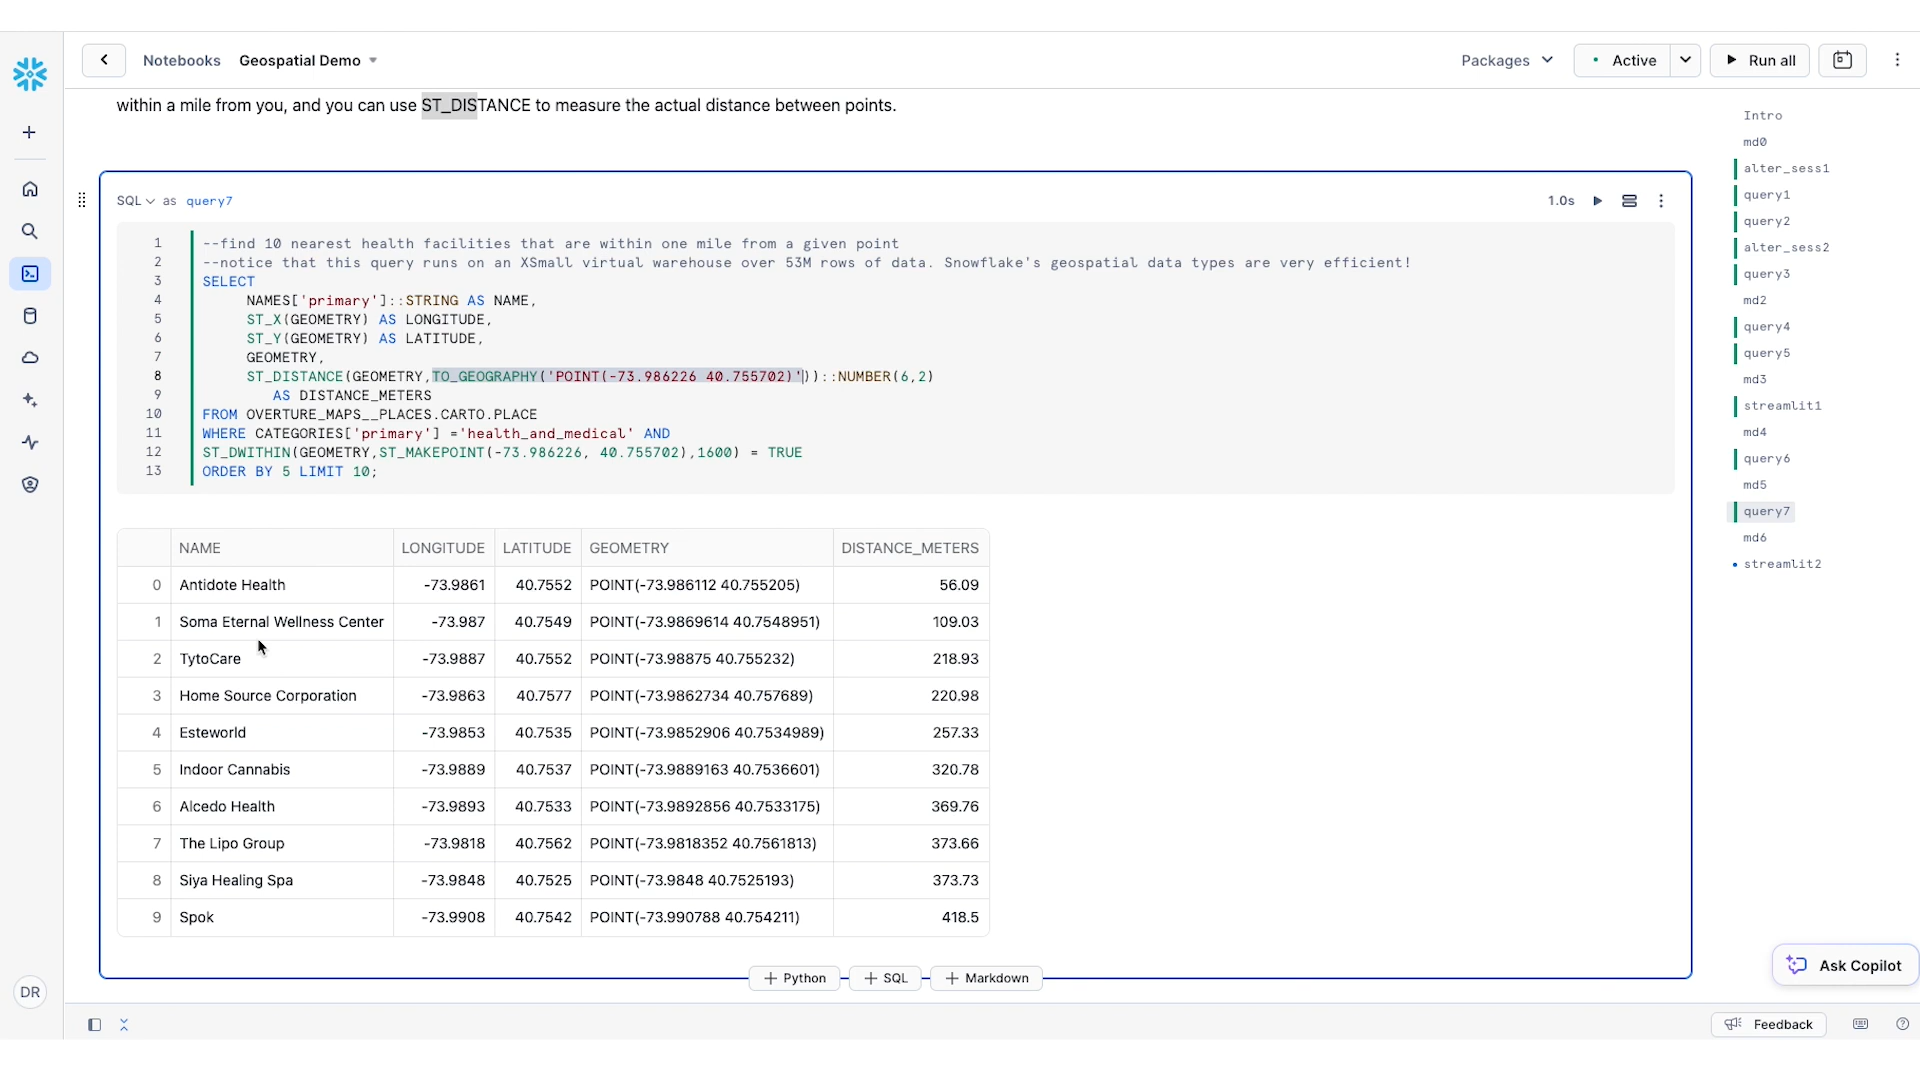 Notebooks Geospatial Demo
Packages Active Run all
within a mile from you, and you can use ST_DISTANCE to measure the actual distance between points.
SQL as query7 1.0s
1 --find 10 nearest health facilities that are within one mile from a given point
2 --notice that this query runs on an XSmall virtual warehouse over 53M rows of data. Snowflake's geospatial data types are very efficient!
3 SELECT
4 NAMES['primary']::STRING AS NAME,
5 ST_X(GEOMETRY) AS LONGITUDE,
6 ST_Y(GEOMETRY) AS LATITUDE,
7 GEOMETRY,
8 ST_DISTANCE(GEOMETRY,TO_GEOGRAPHY('POINT(-73.986226 40.755702)'))::NUMBER(6,2)
9 AS DISTANCE_METERS
10 FROM OVERTURE_MAPS__PLACES.CARTO.PLACE
11 WHERE CATEGORIES['primary'] ='health_and_medical' AND
12 ST_DWITHIN(GEOMETRY,ST_MAKEPOINT(-73.986226, 40.755702),1600) = TRUE
13 ORDER BY 5 LIMIT 10;
NAME LONGITUDE LATITUDE GEOMETRY DISTANCE_METERS
0 Antidote Health -73.9861 40.7552 POINT(-73.986112 40.755205) 56.09
1 Soma Eternal Wellness Center -73.987 40.7549 POINT(-73.9869614 40.7548951) 109.03
2 TytoCare -73.9887 40.7552 POINT(-73.98875 40.755232) 218.93
3 Home Source Corporation -73.9863 40.7577 POINT(-73.9862734 40.757689) 220.98
4 Esteworld -73.9853 40.7535 POINT(-73.9852906 40.7534989) 257.33
5 Indoor Cannabis -73.9889 40.7537 POINT(-73.9889163 40.7536601) 320.78
6 Alcedo Health -73.9893 40.7533 POINT(-73.9892856 40.7533175) 369.76
7 The Lipo Group -73.9818 40.7562 POINT(-73.9818352 40.7561813) 373.66
8 Siya Healing Spa -73.9848 40.7525 POINT(-73.9848 40.7525193) 373.73
9 Spok -73.9908 40.7542 POINT(-73.990788 40.754211) 418.5
+ Python + SQL + Markdown
Intro
md0
alter_sess1
query1
query2
alter_sess2
query3
md2
query4
query5
md3
streamlit1
md4
query6
md5
query7
md6
streamlit2
Ask Copilot
DR
Feedback